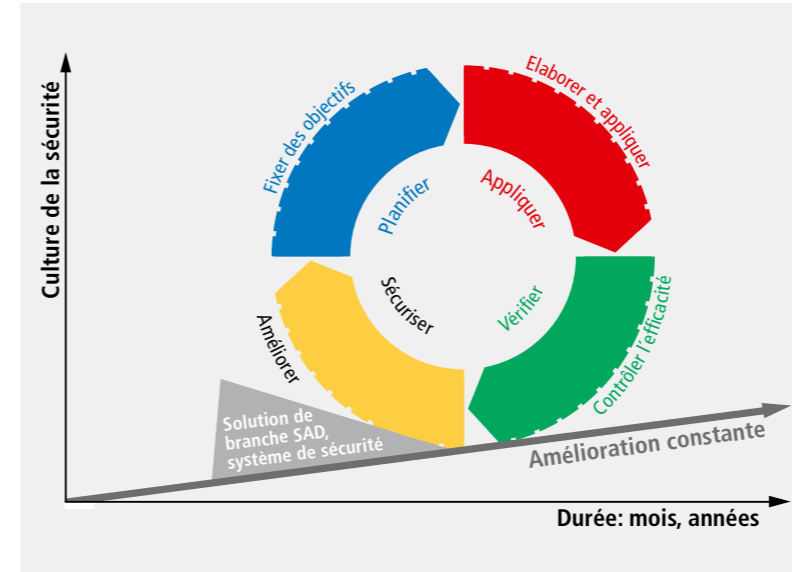 Culture de la sécurité
Fixer des objectifs
Planifier
Elaborer et appliquer
Appliquer
Améliorer
Sécuriser
Vérifier
Contrôler l'efficacité
Solution de
branche SAD,
système de sécurité
Amélioration constante
Durée: mois, années